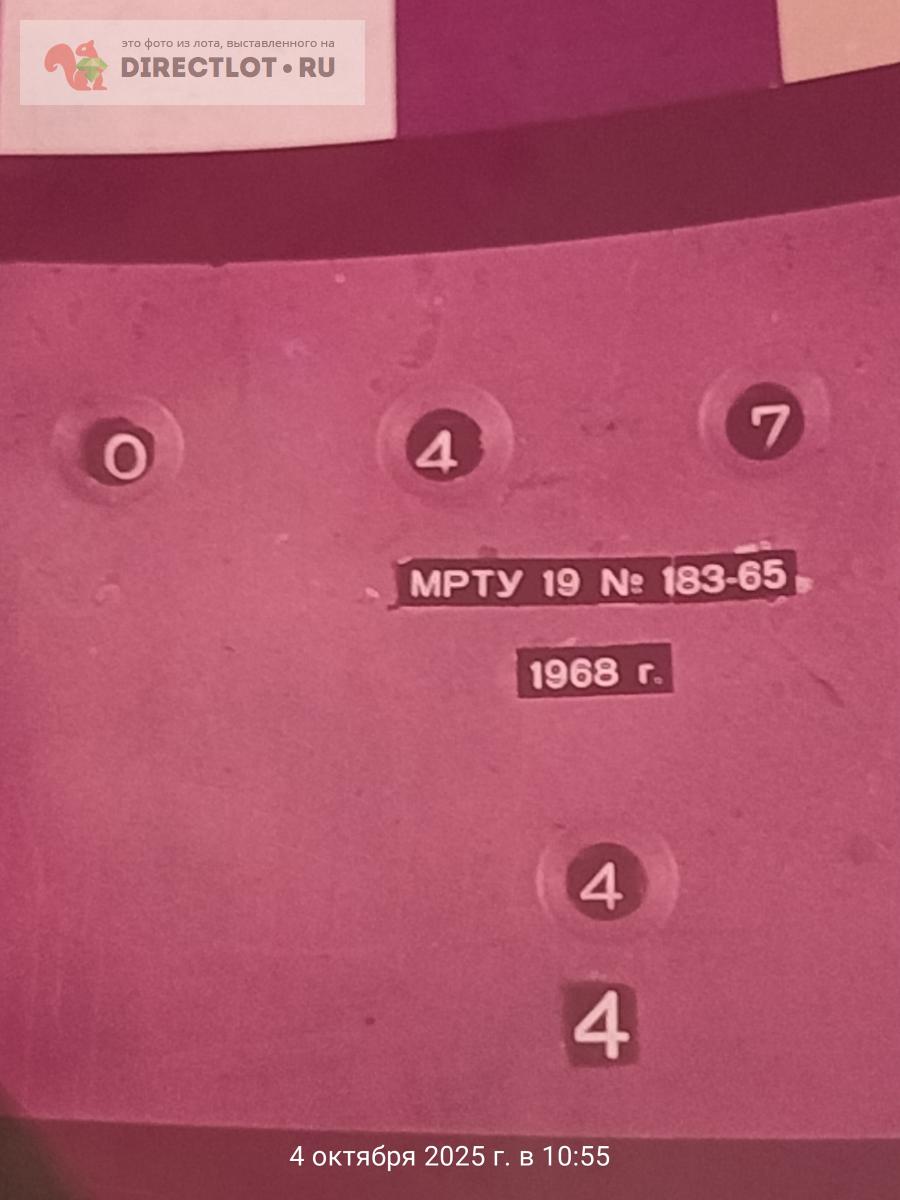 это фото из лота, выставленного на
DIRECTLOT•RU
0 4 7
МРТУ 19 № 183-65
1968 г.
4
4
4 октября 2025 г. в 10:55